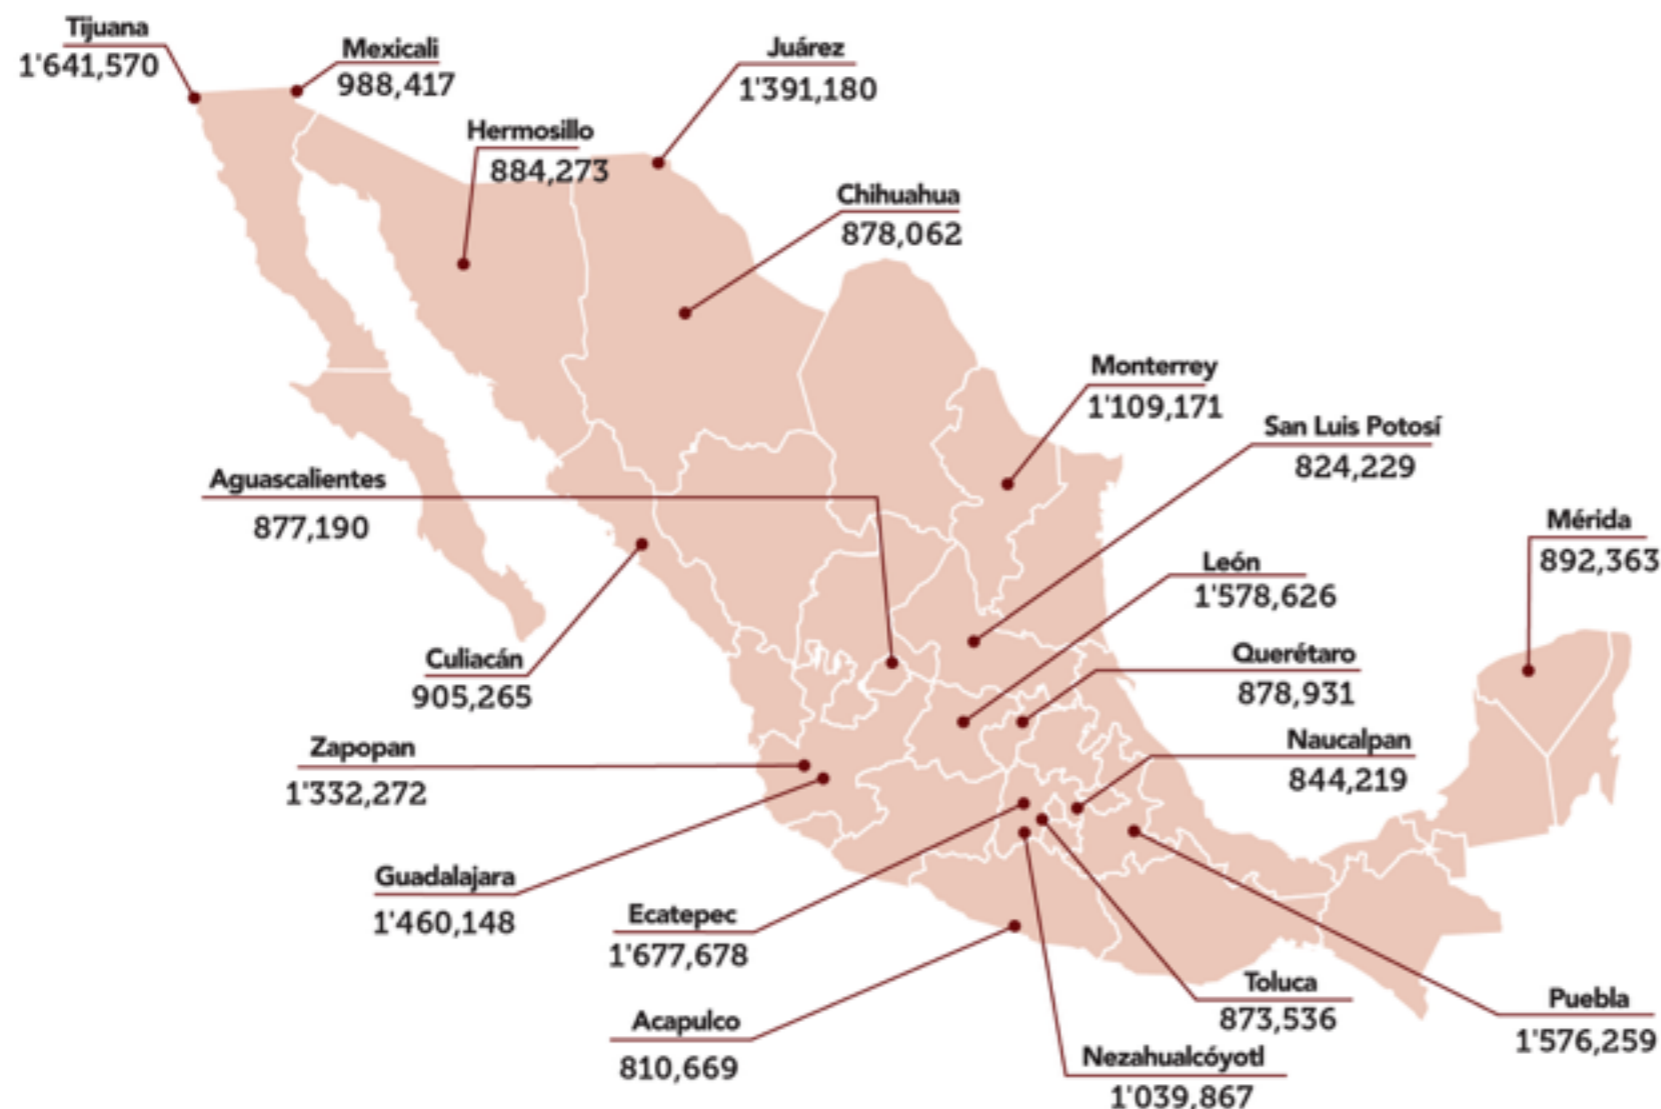 Tijuana
1'641,570
Mexicali
988,417
Juárez
1'391,180
Hermosillo
884,273
Chihuahua
878,062
Monterrey
1'109,171
San Luis Potosí
824,229
Aguascalientes
877,190
Mérida
892,363
León
1'578,626
Culiacán
905,265
Querétaro
878,931
Zapopan
1'332,272
Naucalpan
844,219
Guadalajara
1'460,148
Ecatepec
1'677,678
Toluca
873,536
Puebla
1'576,259
Acapulco
810,669
Nezahualcóyotl
1'039,867